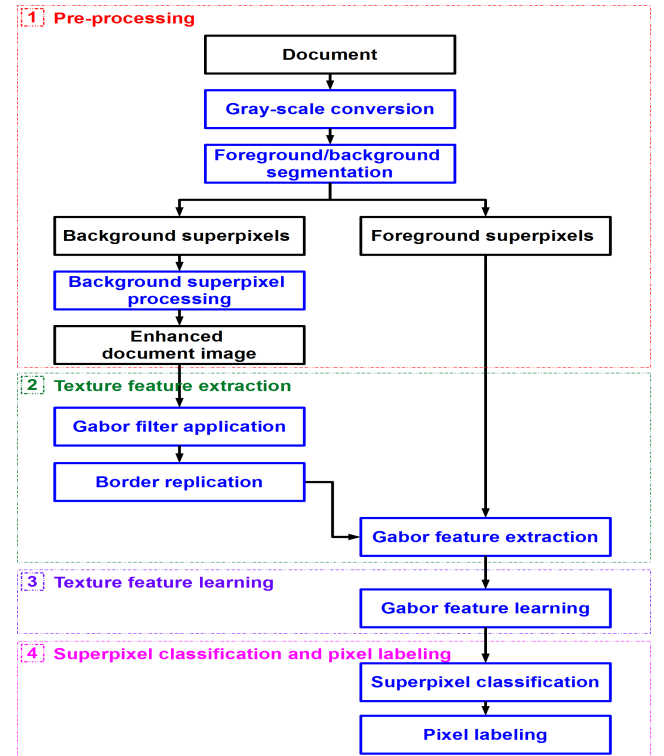 1 Pre-processing
Document
Gray-scale conversion
Foreground/background
segmentation
Background superpixels
Foreground superpixels
Background superpixel
processing
Enhanced
document image
2 Texture feature extraction
Gabor filter application
Border replication
Gabor feature extraction
3 Texture feature learning
Gabor feature learning
4 Superpixel classification and pixel labeling
Superpixel classification
Pixel labeling